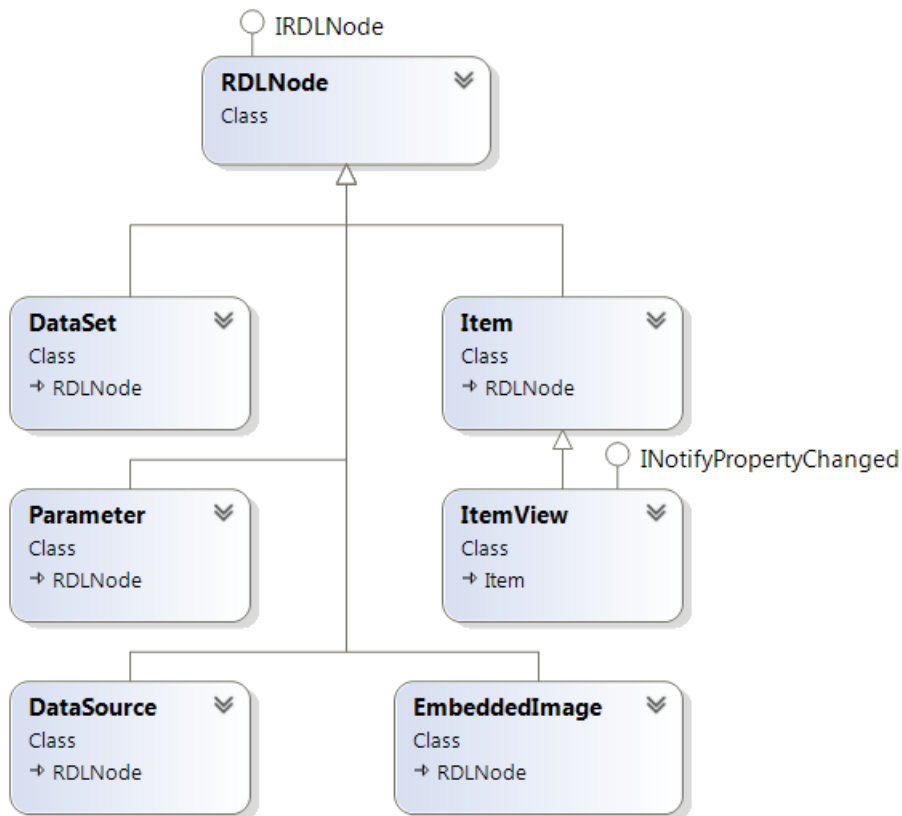 IRDLNode
RDLNode
Class
DataSet
Class
RDLNode
Item
Class
RDLNode
INotifyPropertyChanged
Parameter
Class
RDLNode
ItemView
Class
Item
DataSource
Class
RDLNode
EmbeddedImage
Class
RDLNode